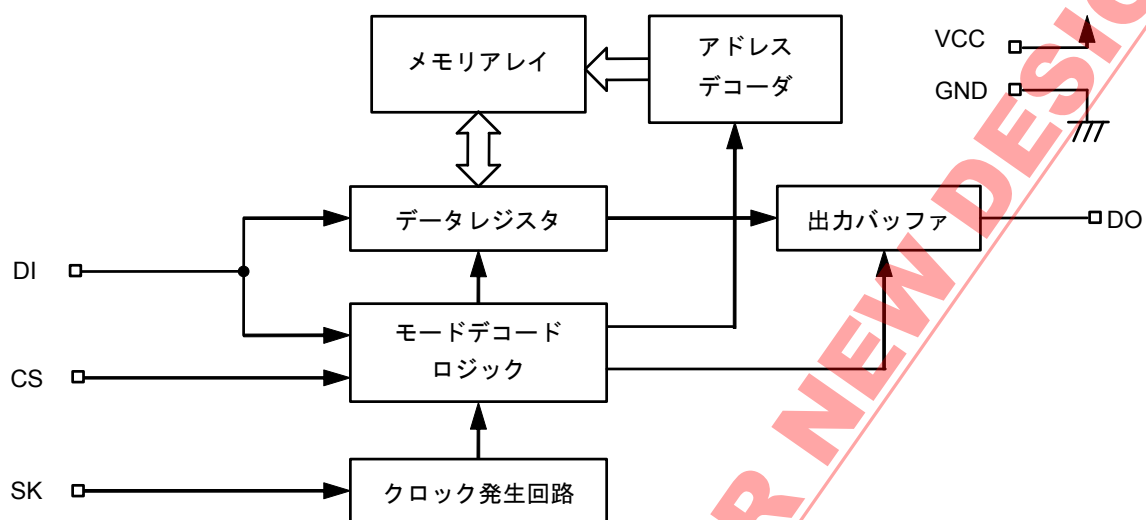 メモリアレイ
アドレス
デコーダ
VCC
GND
データレジスタ
出力バッファ
DO
DI
モードデコード
ロジック
CS
SK
クロック発生回路
R NEW DESIG